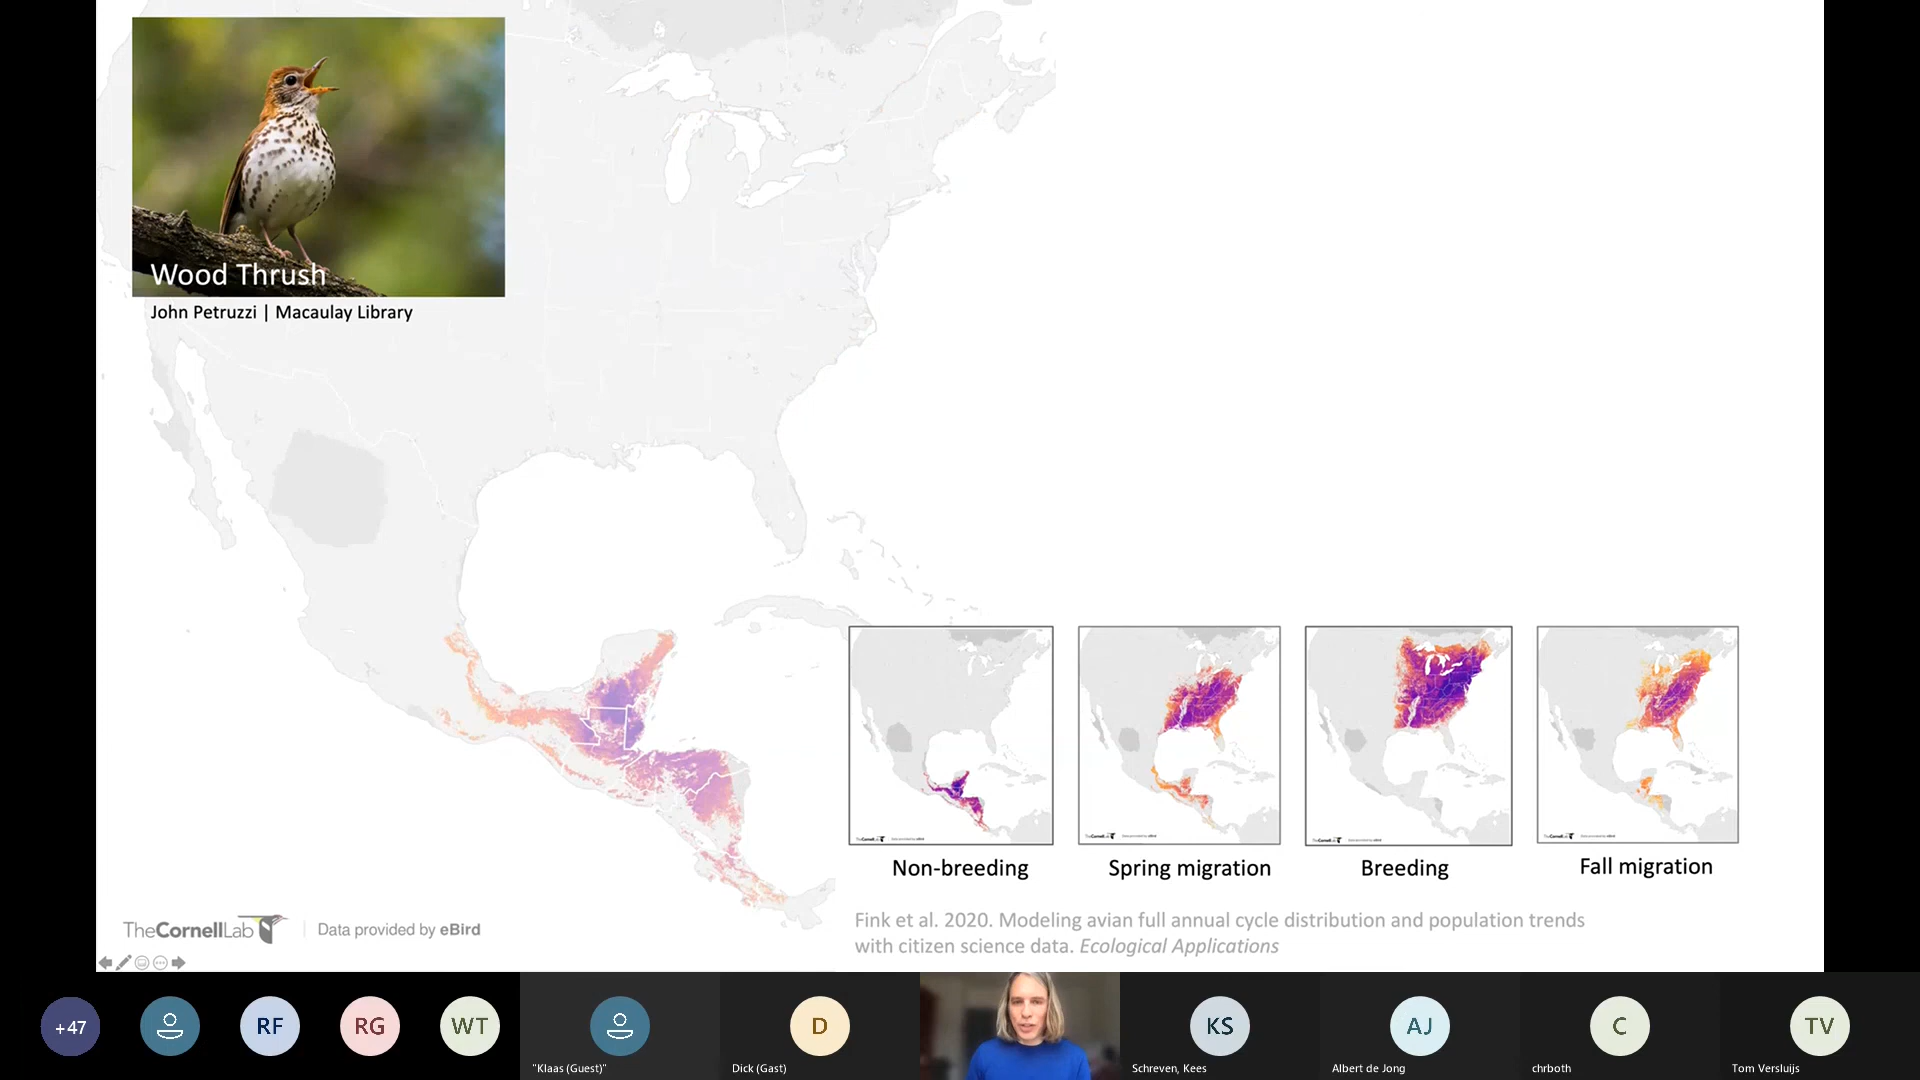 Wood Thrush
John Petruzzi | Macaulay Library
Non-breeding
Spring migration
Breeding
Fall migration
Fink et al. 2020. Modeling avian full annual cycle distribution and population trends
with citizen science data. Ecological Applications
TheCornellLab
Data provided by eBird
+47
RF
RG
WT
"Klaas (Guest)"
D
Dick (Gast)
KS
Schreven, Kees
AJ
Albert de Jong
C
chrboth
TV
Tom Versluijs